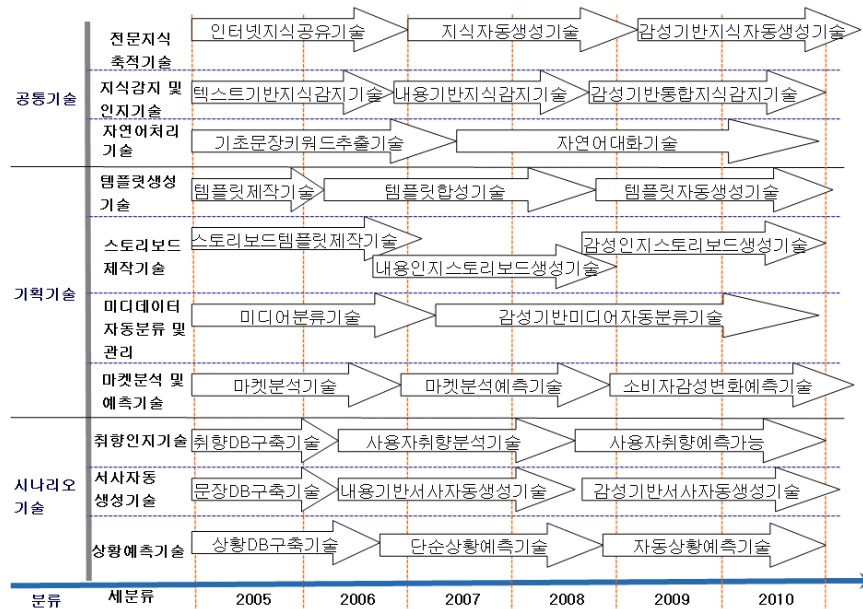 전문지식
축적기술
인터넷지식공유기술
지식자동생성기술
감성기반지식자동생성기술
공통기술
지식감지 및
인지기술
텍스트기반지식감지기술
내용기반지식감지기술
감성기반통합지식감지기술
자연어처리
기술
기초문장키워드추출기술
자연어대화기술
템플릿생성
기술
템플릿제작기술
템플릿합성기술
템플릿자동생성기술
기획기술
스토리보드
제작기술
스토리보드템플릿제작기술
내용인지스토리보드생성기술
감성인지스토리보드생성기술
미디데이터
자동분류 및
관리
미디어분류기술
감성기반미디어자동분류기술
마켓분석 및
예측기술
마켓분석기술
마켓분석예측기술
소비자감성변화예측기술
시나리오
기술
취향인지기술
취향DB구축기술
사용자취향분석기술
사용자취향예측가능
서사자동
생성기술
문장DB구축기술
내용기반서사자동생성기술
감성기반서사자동생성기술
상황예측기술
상황DB구축기술
단순상황예측기술
자동상황예측기술
분류
세분류
2005
2006
2007
2008
2009
2010